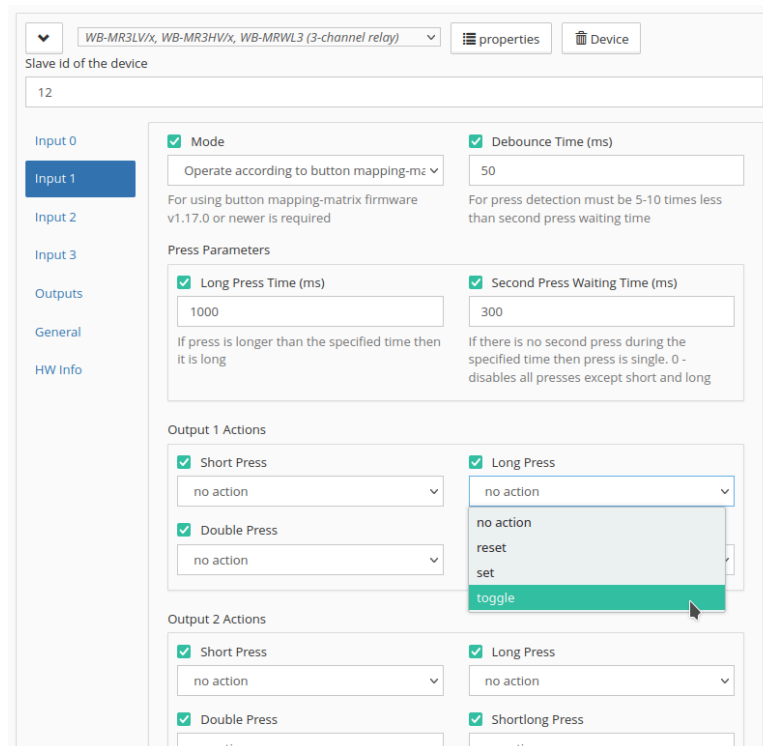 WB-MR3LV/x, WB-MR3HV/x, WB-MRWL3 (3-channel relay)
properties
Device
Slave id of the device
12
Input 0
Input 1
Input 2
Input 3
Outputs
General
HW Info
Mode
Operate according to button mapping-ma
For using button mapping-matrix firmware
v1.17.0 or newer is required
Debounce Time (ms)
50
For press detection must be 5-10 times less
than second press waiting time
Press Parameters
Long Press Time (ms)
1000
If press is longer than the specified time then
it is long
Second Press Waiting Time (ms)
300
If there is no second press during the
specified time then press is single. 0 -
disables all presses except short and long
Output 1 Actions
Short Press
no action
Long Press
no action
no action
reset
set
toggle
Double Press
no action
Output 2 Actions
Short Press
no action
Long Press
no action
Double Press
Shortlong Press